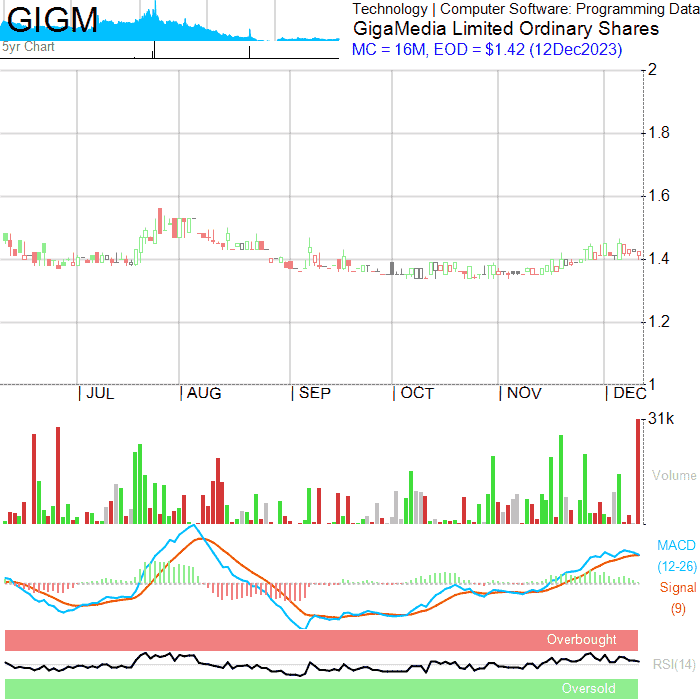 GIGM
5yr Chart
Technology | Computer Software: Programming Data
GigaMedia Limited Ordinary Shares
MC = 16M, EOD = $1.42 (12Dec2023)
2
1.8
1.6
1.4
1.2
1
| JUL | AUG | SEP | OCT | NOV | DEC
31k
Volume
MACD
(12-26)
Signal
(9)
Overbought
RSI(14)
Oversold